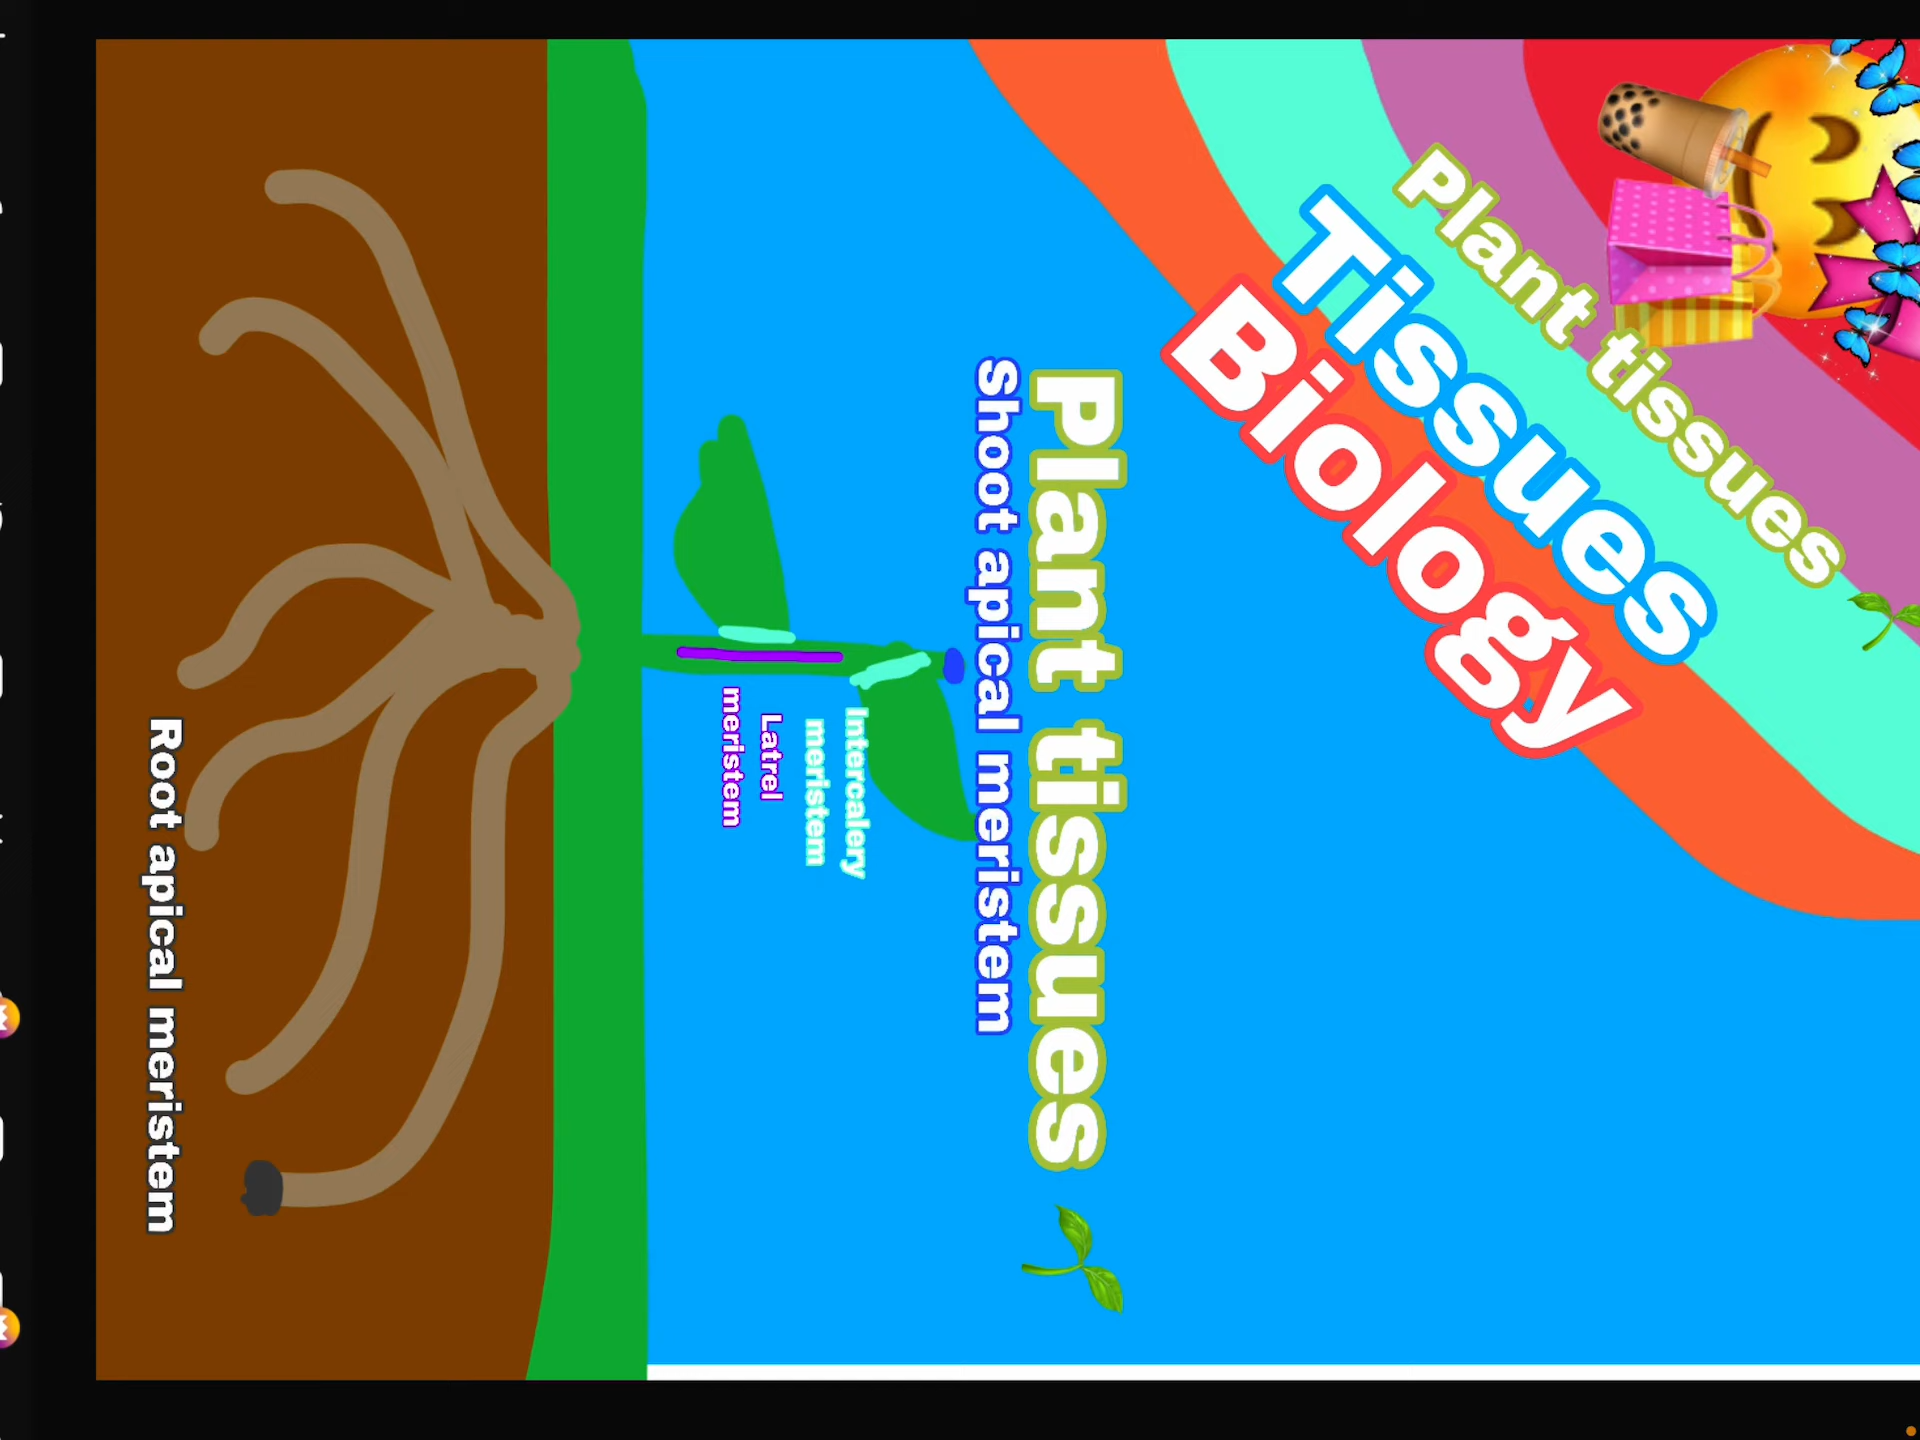 Plant tissues
Tissues
Biology
Plant tissues
Shoot apical meristem
Intercalery
meristem
Latrel
meristem
Root apical meristem